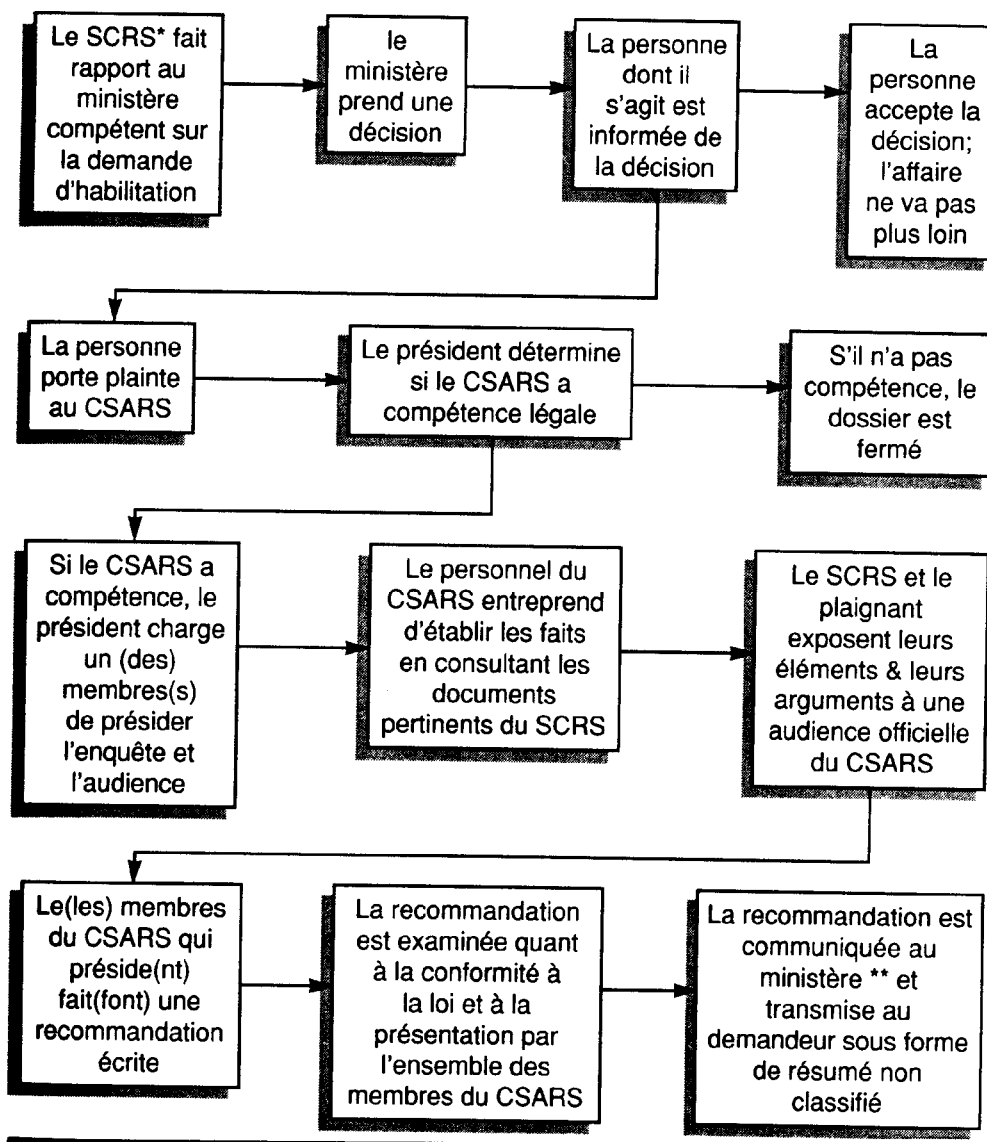 Le SCRS* fait
rapport au
ministère
compétent sur
la demande
d'habilitation
le
ministère
prend une
décision
La personne
dont il
s'agit est
informée de
la décision
La
personne
accepte la
décision;
l'affaire
ne va pas
plus loin
La personne
porte plainte
au CSARS
Le président détermine
si le CSARS a
compétence légale
S'il n'a pas
compétence, le
dossier est
fermé
Si le CSARS a
compétence, le
président charge
un (des)
membres(s)
de présider
l'enquête et
l'audience
Le personnel du
CSARS entreprend
d'établir les faits
en consultant les
documents
pertinents du SCRS
Le SCRS et le
plaignant
exposent leurs
éléments & leurs
arguments à une
audience officielle
du CSARS
Le(les) membres
du CSARS qui
préside(nt)
fait(font) une
recommandation
écrite
La recommandation
est examinée quant
à la conformité à
la loi et à la
présentation par
l'ensemble des
membres du CSARS
La recommandation est
communiquée au
ministère ** et
transmise au
demandeur sous forme
de résumé non
classifié